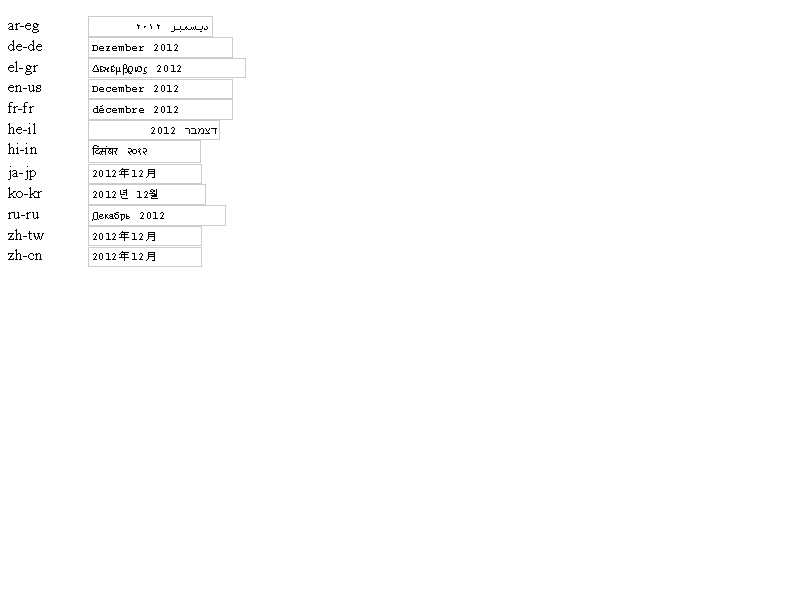 ar-eg ديسمبر ٢٠١٢
de-de Dezember 2012
el-gr Δεκέμβριος 2012
en-us December 2012
fr-fr décembre 2012
he-il דצמבר 2012
hi-in दिसंबर २०१२
ja-jp 2012年12月
ko-kr 2012년 12월
ru-ru Декабрь 2012
zh-tw 2012年12月
zh-cn 2012年12月